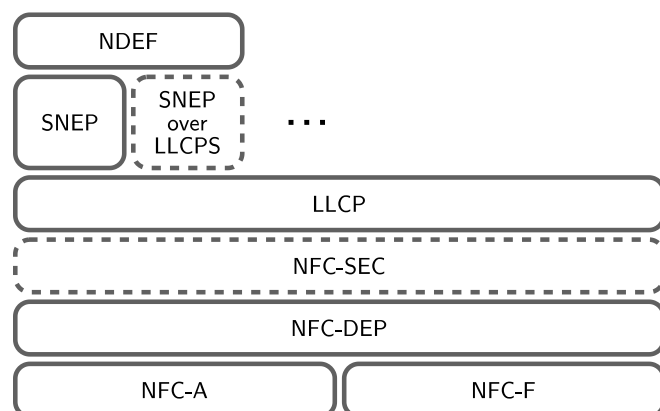 NDEF
SNEP
SNEP
over
LLCPS
...
LLCP
NFC-SEC
NFC-DEP
NFC-A
NFC-F